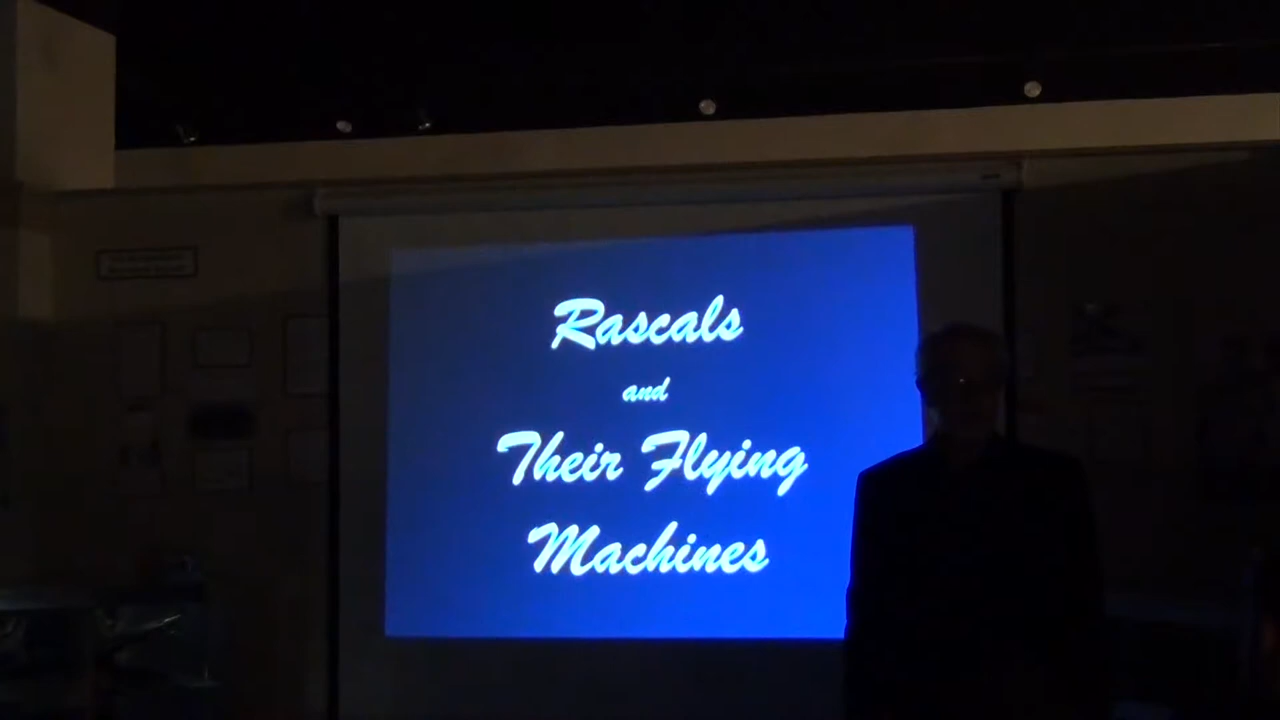 Rascals
and
Their Flying
Machines